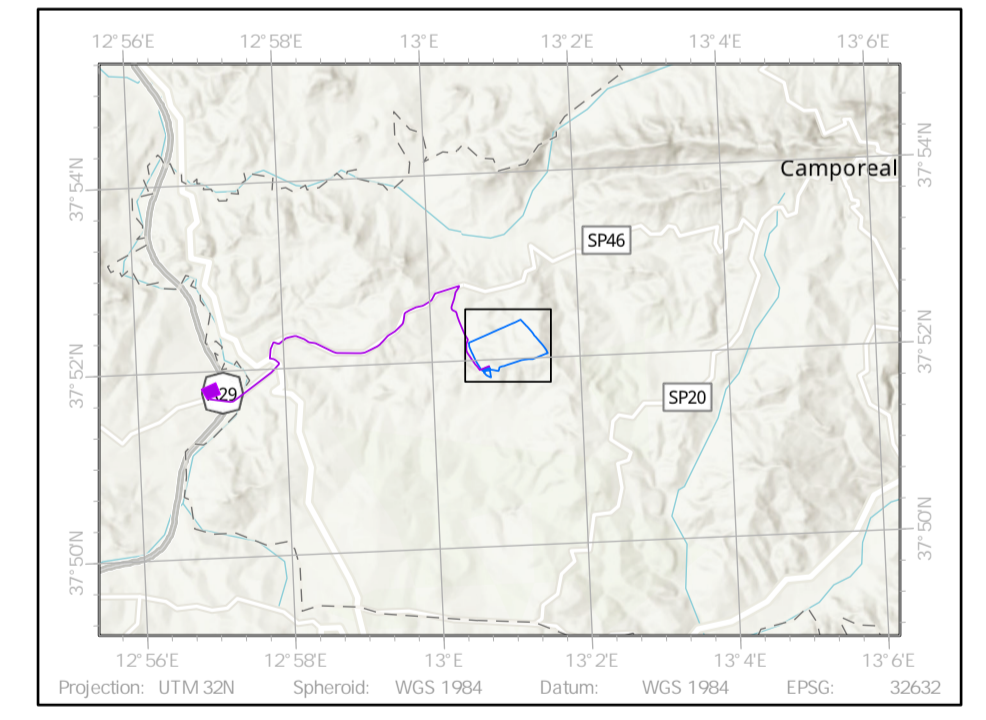 12°56'E 12°58'E 13°E 13°2'E 13°4'E 13°6'E
37°54'N
37°54'N
Camporeal
SP46
37°52'N
37°52'N
29
SP20
37°50'N
37°50'N
12°56'E 12°58'E 13°E 13°2'E 13°4'E 13°6'E
Projection: UTM 32N Spheroid: WGS 1984 Datum: WGS 1984 EPSG: 32632